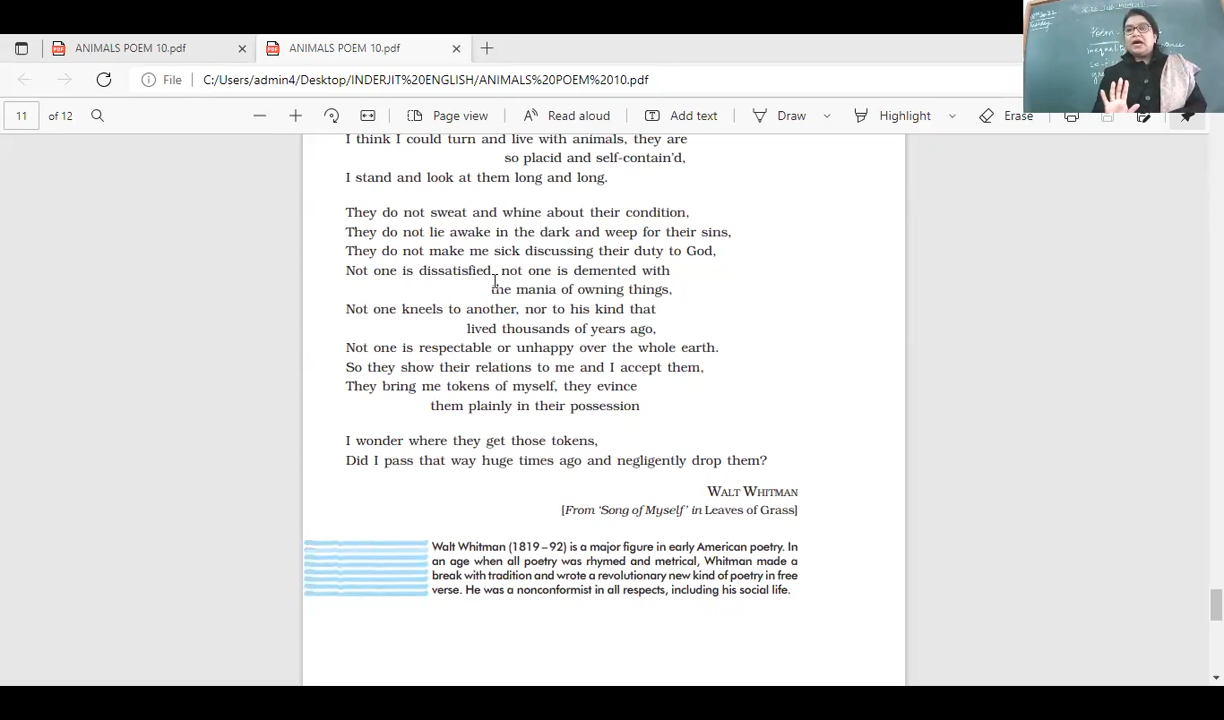 ANIMALS POEM 10.pdf
ANIMALS POEM 10.pdf
File C:/Users/admin4/Desktop/INDERJIT%20ENGLISH/ANIMALS%20POEM%2010.pdf
11 of 12 Page view Read aloud Add text Draw Highlight Erase
I think I could turn and live with animals, they are
so placid and self-contain'd,
I stand and look at them long and long.
They do not sweat and whine about their condition,
They do not lie awake in the dark and weep for their sins,
They do not make me sick discussing their duty to God,
Not one is dissatisfied, not one is demented with
the mania of owning things,
Not one kneels to another, nor to his kind that
lived thousands of years ago,
Not one is respectable or unhappy over the whole earth.
So they show their relations to me and I accept them,
They bring me tokens of myself, they evince
them plainly in their possession
I wonder where they get those tokens,
Did I pass that way huge times ago and negligently drop them?
WALT WHITMAN
[From 'Song of Myself' in Leaves of Grass]
Walt Whitman (1819–92) is a major figure in early American poetry. In
an age when all poetry was rhymed and metrical, Whitman made a
break with tradition and wrote a revolutionary new kind of poetry in free
verse. He was a nonconformist in all respects, including his social life.
Poem